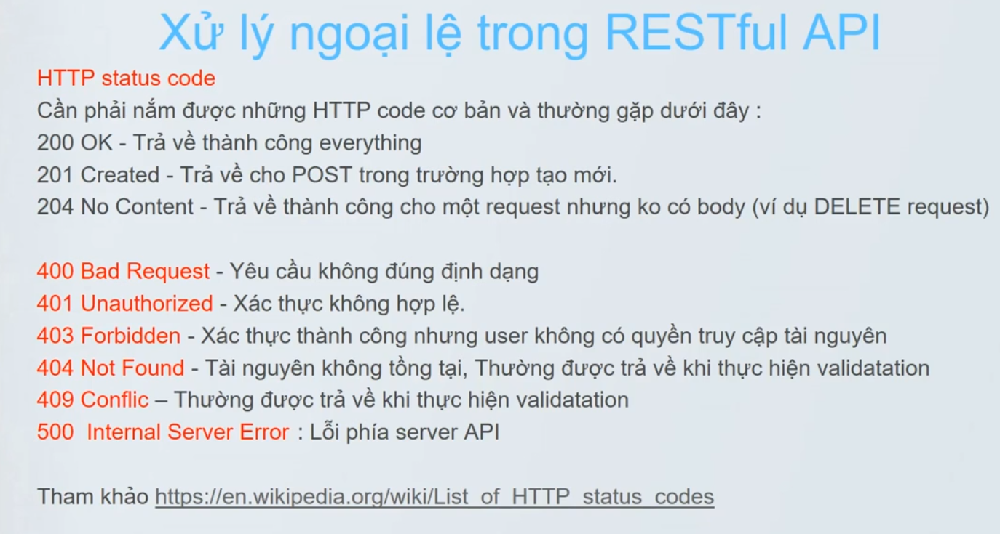 Xử lý ngoại lệ trong RESTful API
HTTP status code
Cần phải nắm được những HTTP code cơ bản và thường gặp dưới đây :
200 OK - Trả về thành công everything
201 Created - Trả về cho POST trong trường hợp tạo mới.
204 No Content - Trả về thành công cho một request nhưng ko có body (ví dụ DELETE request)
400 Bad Request - Yêu cầu không đúng định dạng
401 Unauthorized - Xác thực không hợp lệ.
403 Forbidden - Xác thực thành công nhưng user không có quyền truy cập tài nguyên
404 Not Found - Tài nguyên không tồng tại, Thường được trả về khi thực hiện validatation
409 Conflic – Thường được trả về khi thực hiện validatation
500 Internal Server Error : Lỗi phía server API
Tham khảo https://en.wikipedia.org/wiki/List_of_HTTP_status_codes